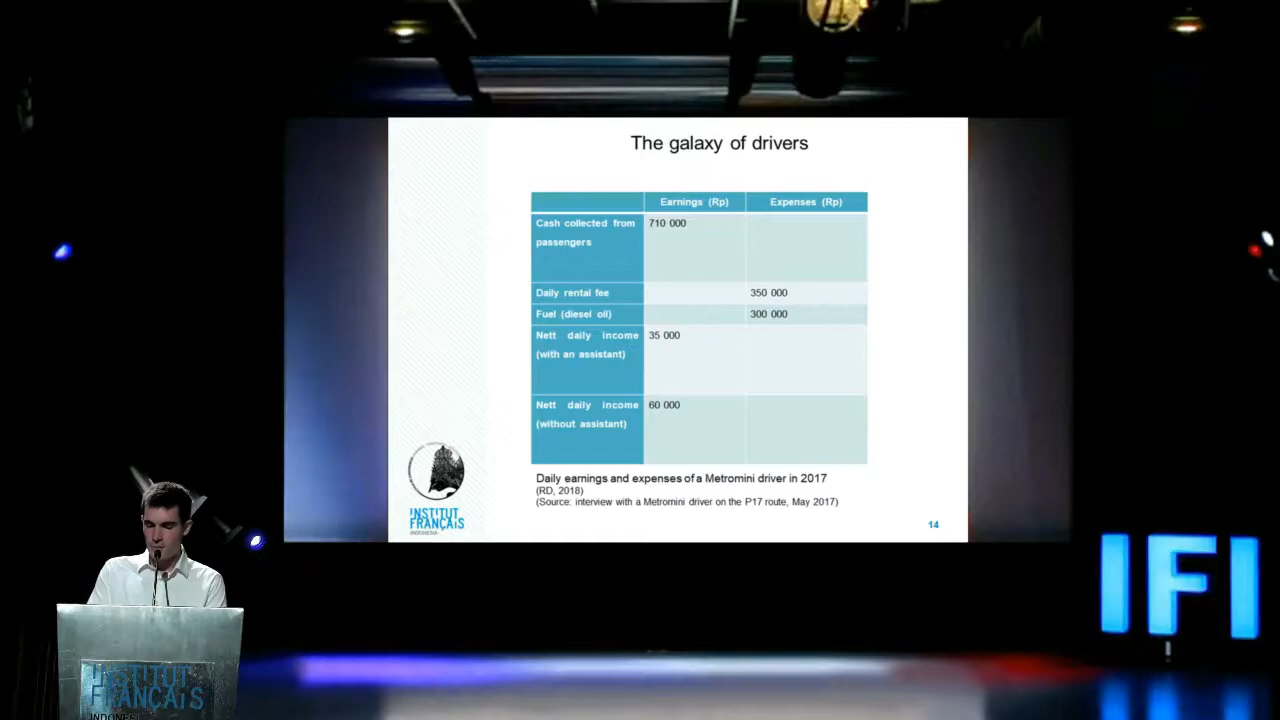 The galaxy of drivers
Earnings (Rp) Expenses (Rp)
Cash collected from 710 000
passengers
Daily rental fee 350 000
Fuel (diesel oil) 300 000
Nett daily income 35 000
(with an assistant)
Nett daily income 60 000
(without assistant)
Daily earnings and expenses of a Metromini driver in 2017
(RD, 2018)
(Source: interview with a Metromini driver on the P17 route, May 2017)
INSTITUT
FRANÇAIS
INDONESIA
14
IFI
INSTITUT
FRANÇAIS